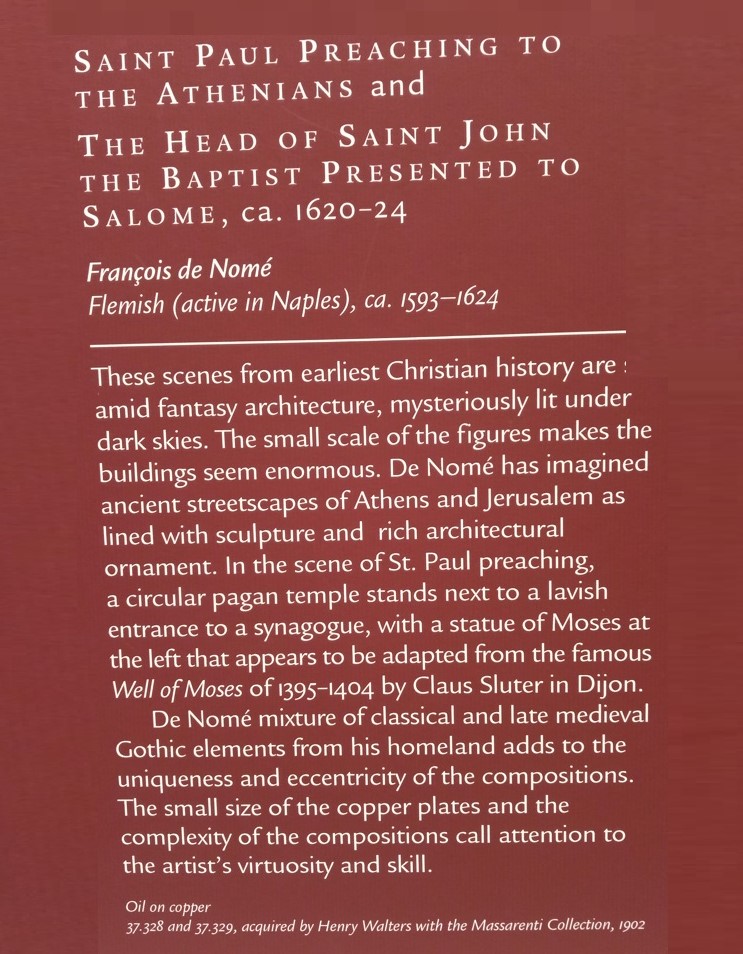 SAINT PAUL PREACHING TO
THE ATHENIANS and
THE HEAD OF SAINT JOHN
THE BAPTIST PRESENTED TO
SALOME, ca. 1620–24
François de Nomé
Flemish (active in Naples), ca. 1593–1624
These scenes from earliest Christian history are
amid fantasy architecture, mysteriously lit under
dark skies. The small scale of the figures makes the
buildings seem enormous. De Nomé has imagined
ancient streetscapes of Athens and Jerusalem as
lined with sculpture and rich architectural
ornament. In the scene of St. Paul preaching,
a circular pagan temple stands next to a lavish
entrance to a synagogue, with a statue of Moses at
the left that appears to be adapted from the famous
Well of Moses of 1395–1404 by Claus Sluter in Dijon.
De Nomé mixture of classical and late medieval
Gothic elements from his homeland adds to the
uniqueness and eccentricity of the compositions.
The small size of the copper plates and the
complexity of the compositions call attention to
the artist's virtuosity and skill.
Oil on copper
37.328 and 37.329, acquired by Henry Walters with the Massarenti Collection, 1902